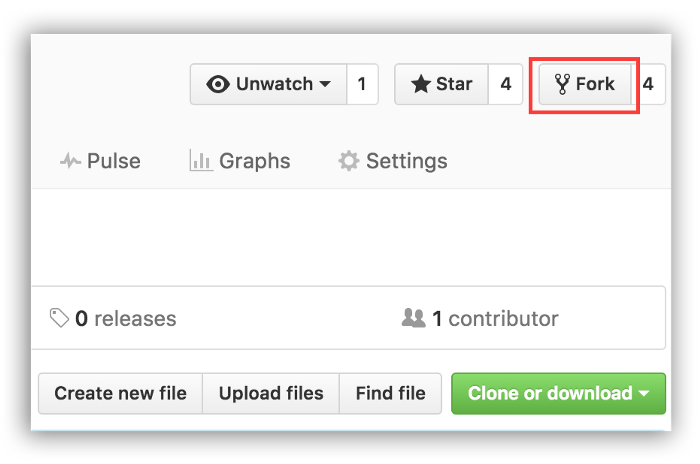 Unwatch 1 Star 4 Fork 4
Pulse Graphs Settings
0 releases 1 contributor
Create new file Upload files Find file Clone or download